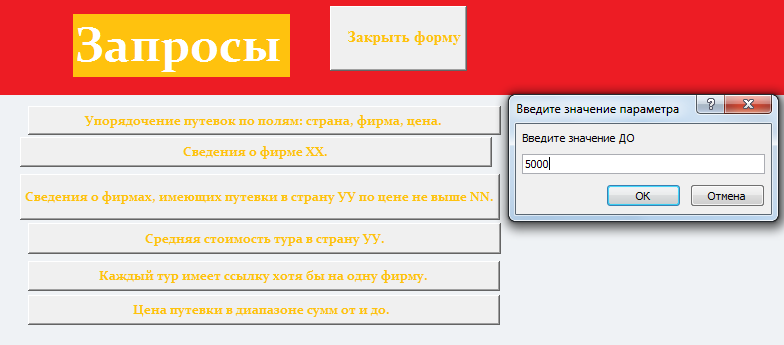 Запросы
Закрыть форму
Упорядочение путевок по полям: страна, фирма, цена.
Сведения о фирме XX.
Сведения о фирмах, имеющих путевки в страну УУ по цене не выше NN.
Средняя стоимость тура в страну УУ.
Каждый тур имеет ссылку хотя бы на одну фирму.
Цена путевки в диапазоне сумм от и до.
Введите значение параметра
Введите значение ДО
5000
ОК
Отмена